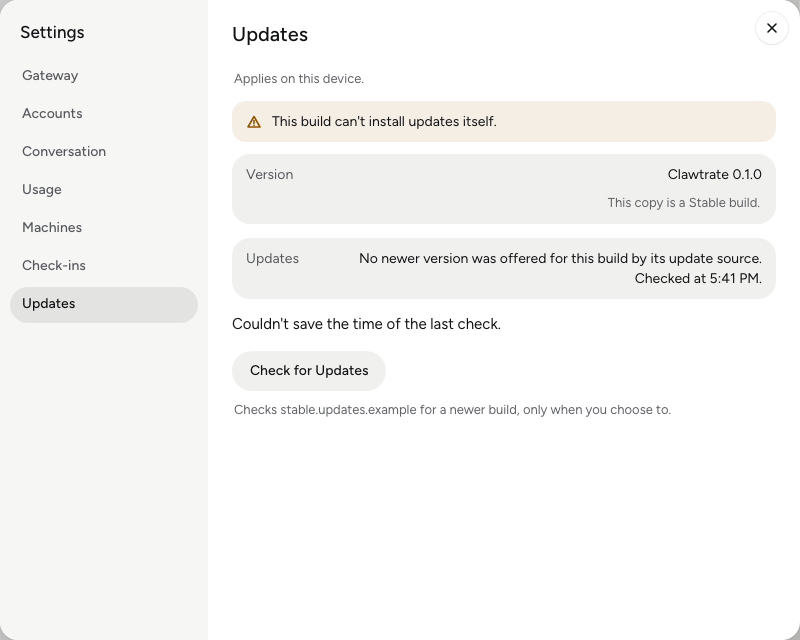 Settings
Gateway
Accounts
Conversation
Usage
Machines
Check-ins
Updates
Updates
Applies on this device.
This build can't install updates itself.
Version
Clawtrate 0.1.0
This copy is a Stable build.
Updates
No newer version was offered for this build by its update source.
Checked at 5:41 PM.
Couldn't save the time of the last check.
Check for Updates
Checks stable.updates.example for a newer build, only when you choose to.